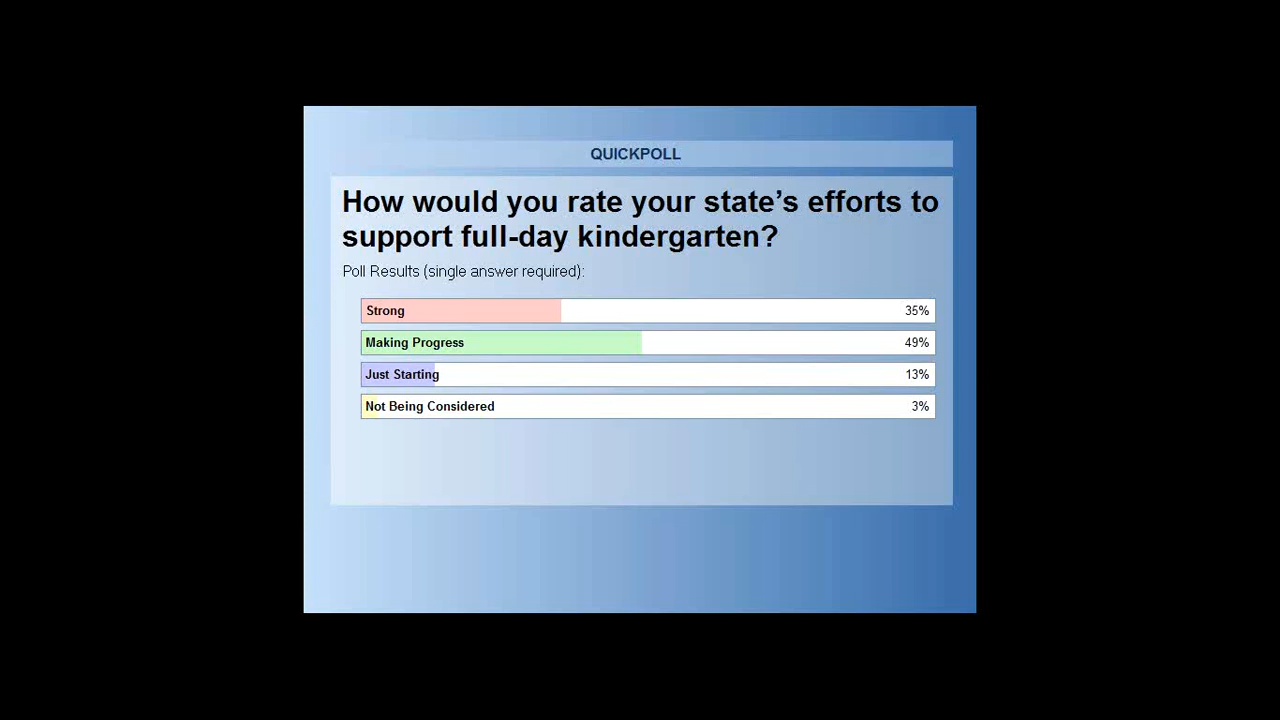 QUICKPOLL
How would you rate your state’s efforts to
support full-day kindergarten?
Poll Results (single answer required):
Strong 35%
Making Progress 49%
Just Starting 13%
Not Being Considered 3%